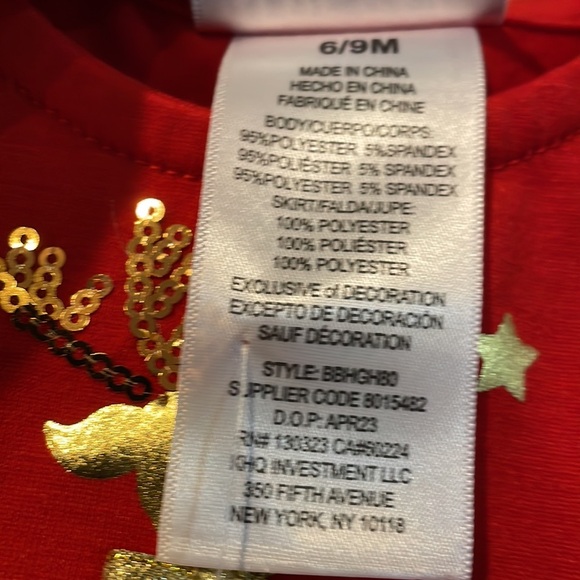 6/9M
MADE IN CHINA
HECHO EN CHINA
FABRIQUÉ EN CHINE
BODY/CUERPO/CORPS:
95%POLYESTER 5%SPANDEX
95%POLIÉSTER 5% SPANDEX
95%POLYESTER 5% SPANDEX
SKIRT/FALDA/JUPE:
100% POLYESTER
100% POLIÉSTER
100% POLYESTER
EXCLUSIVE of DECORATION
EXCEPTO DE DECORACIÓN
SAUF DÉCORATION
STYLE: BBHGH80
SUPPLIER CODE 8015482
D.O.P: APR23
RN# 130323 CA#50224
KHQ INVESTMENT LLC
350 FIFTH AVENUE
NEW YORK, NY 10118